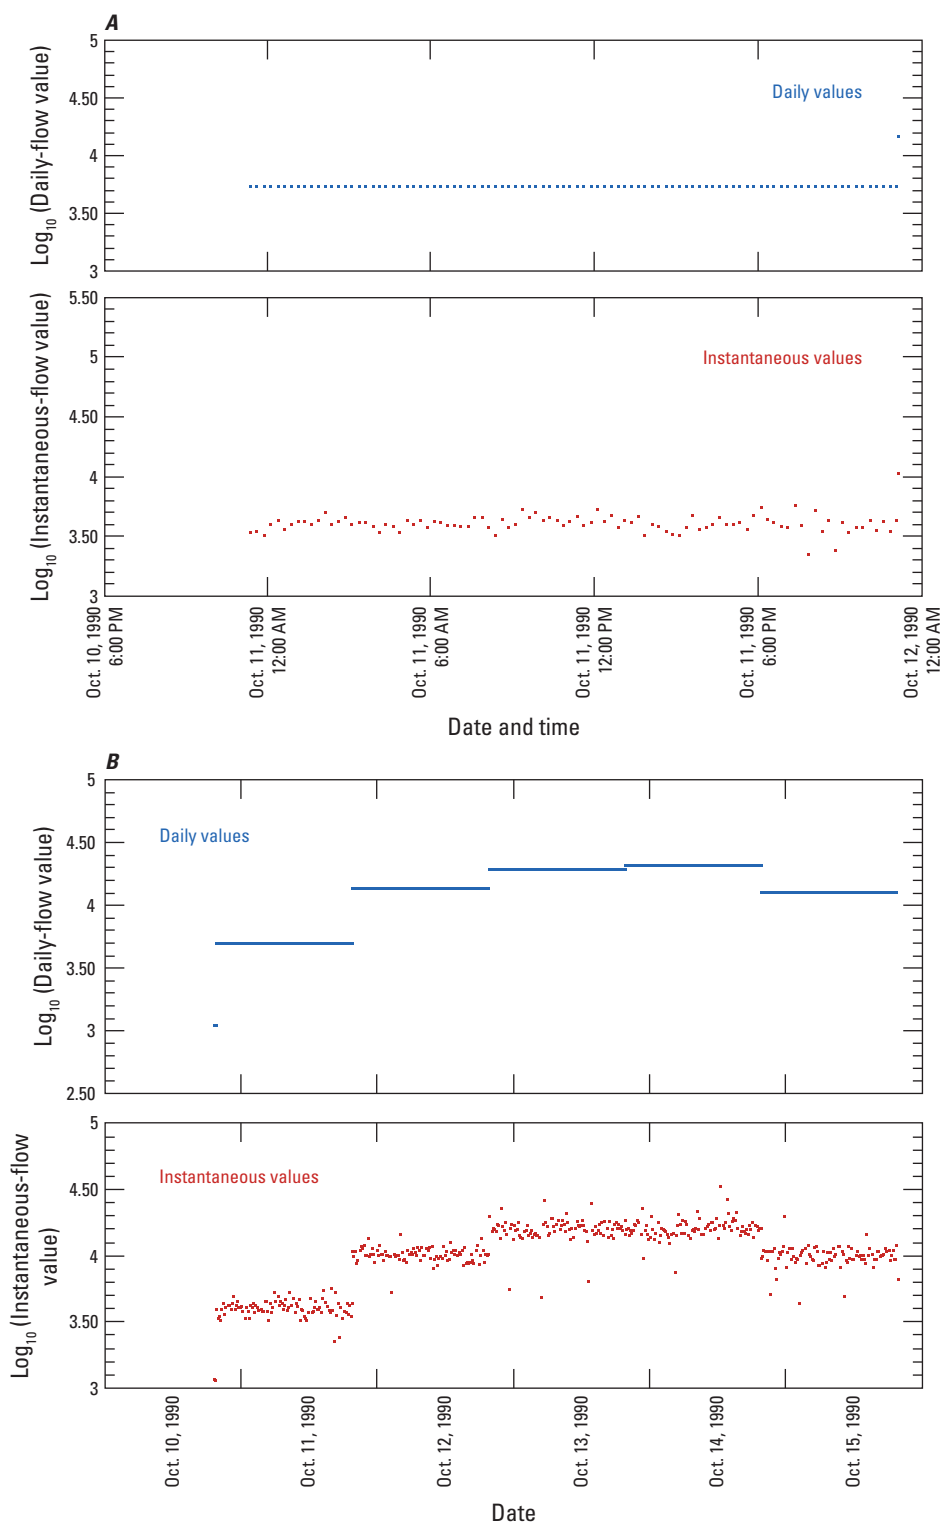 A
Log10 (Daily-flow value)
5
4.50
4
3.50
3
Daily values
Log10 (Instantaneous-flow value)
5.50
5
4.50
4
3.50
3
Instantaneous values
Oct. 10, 1990
6:00 PM
Oct. 11, 1990
12:00 AM
Oct. 11, 1990
6:00 AM
Oct. 11, 1990
12:00 PM
Oct. 11, 1990
6:00 PM
Oct. 12, 1990
12:00 AM
Date and time
B
Log10 (Daily-flow value)
5
4.50
4
3.50
3
2.50
Daily values
Log10 (Instantaneous-flow
value)
5
4.50
4
3.50
3
Instantaneous values
Oct. 10, 1990
Oct. 11, 1990
Oct. 12, 1990
Oct. 13, 1990
Oct. 14, 1990
Oct. 15, 1990
Date